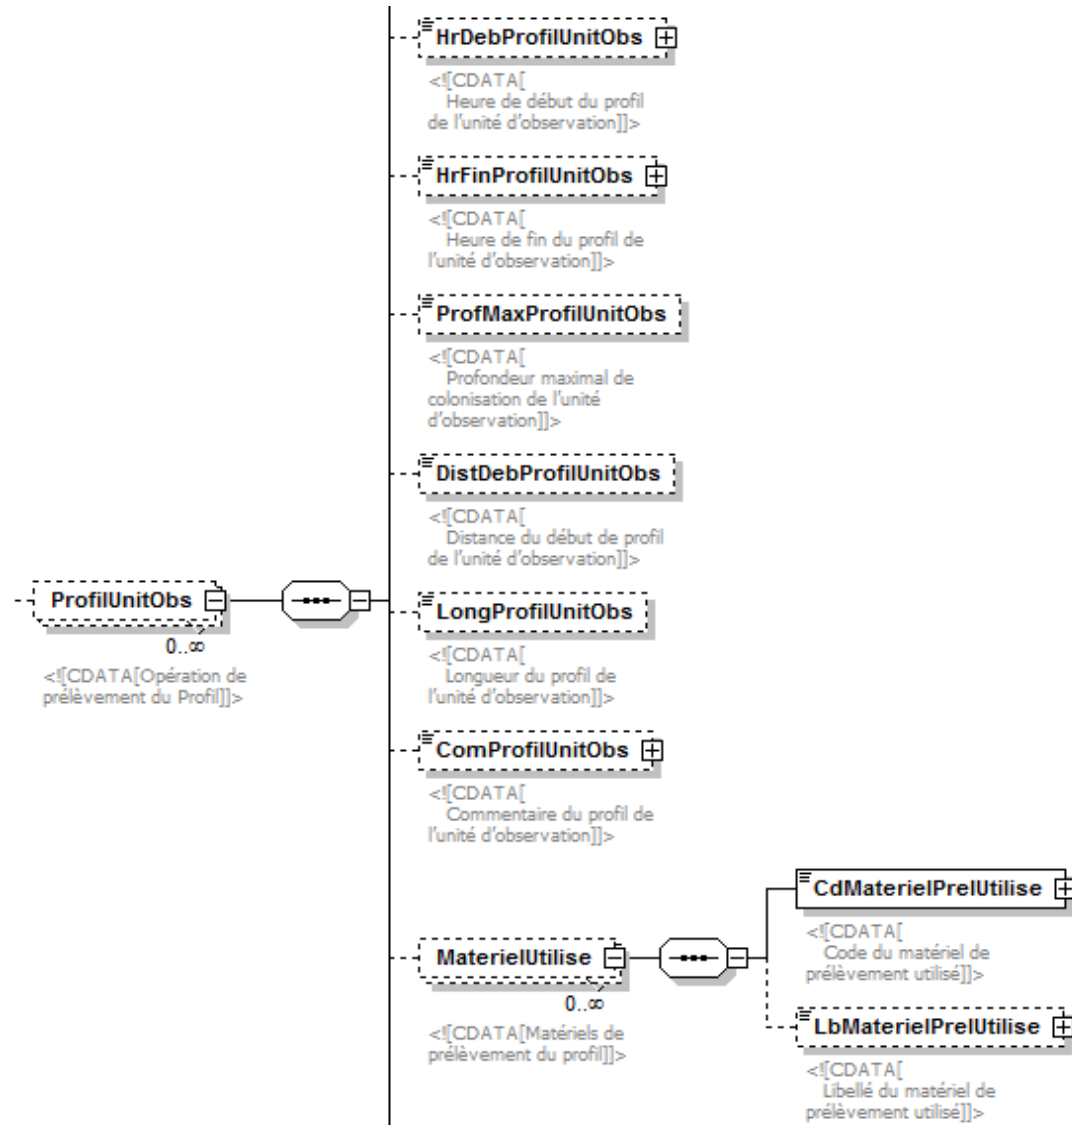 HrDebProfilUnitObs
<![CDATA[
Heure de début du profil
de l'unité d'observation]]>
HrFinProfilUnitObs
<![CDATA[
Heure de fin du profil de
l'unité d'observation]]>
ProfMaxProfilUnitObs
<![CDATA[
Profondeur maximal de
colonisation de l'unité
d'observation]]>
DistDebProfilUnitObs
<![CDATA[
Distance du début de profil
de l'unité d'observation]]>
ProfilUnitObs
0..∞
<![CDATA[Opération de
prélèvement du Profil]]>
LongProfilUnitObs
<![CDATA[
Longueur du profil de
l'unité d'observation]]>
ComProfilUnitObs
<![CDATA[
Commentaire du profil de
l'unité d'observation]]>
MaterielUtilise
0..∞
<![CDATA[Matériels de
prélèvement du profil]]>
CdMaterielPrelUtilise
<![CDATA[
Code du matériel de
prélèvement utilisé]]>
LbMaterielPrelUtilise
<![CDATA[
Libellé du matériel de
prélèvement utilisé]]>